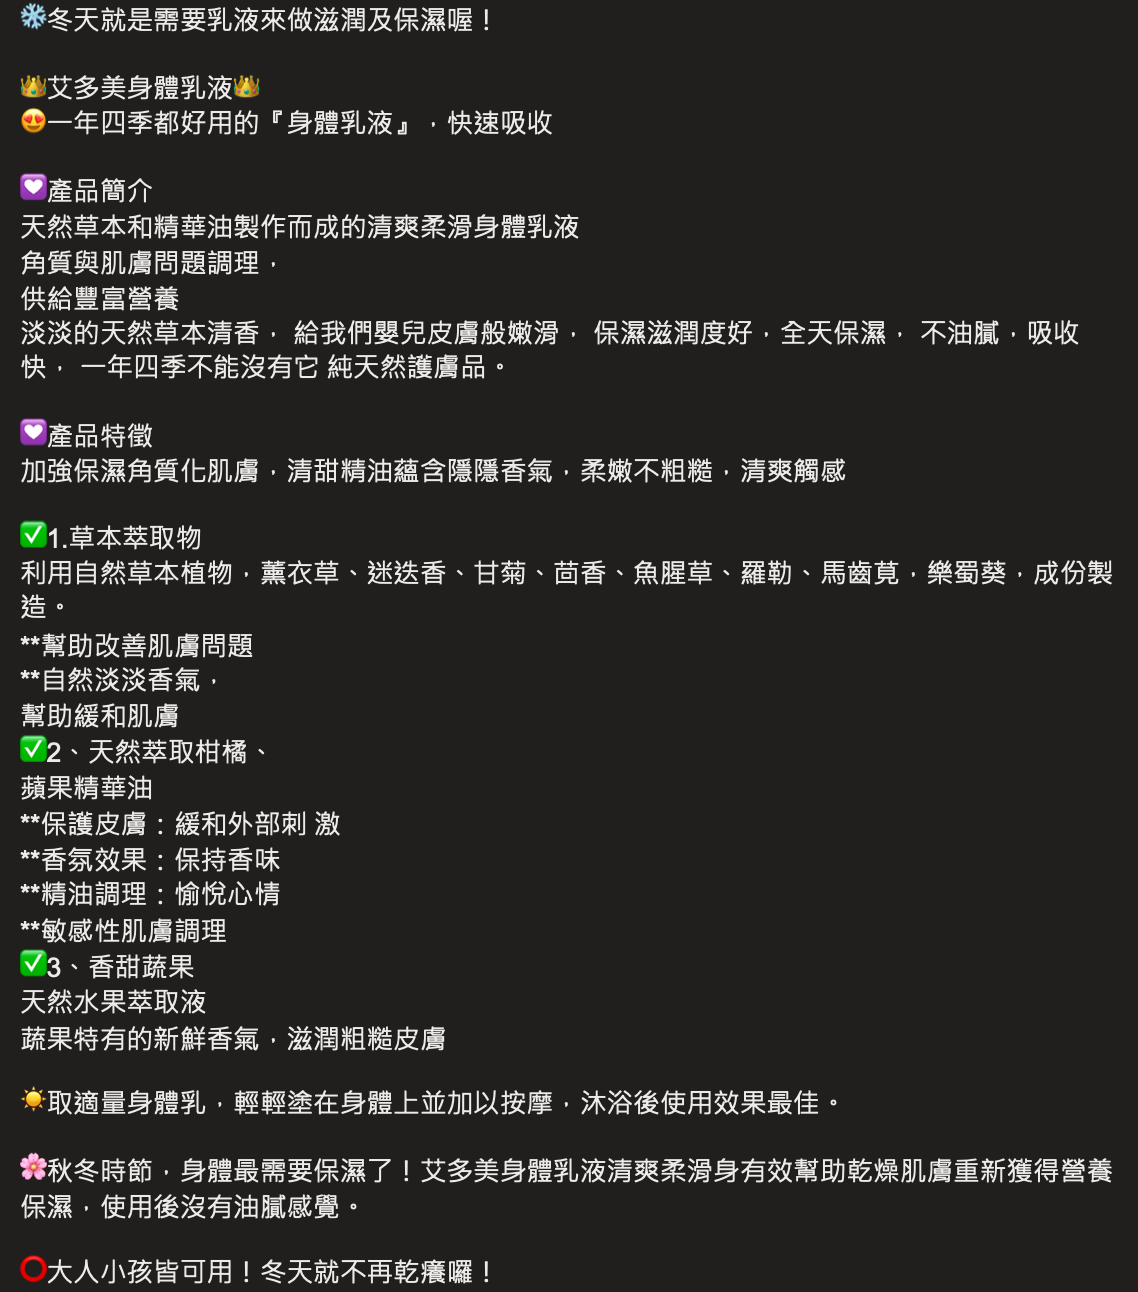 ❄️冬天就是需要乳液來做滋潤及保濕喔！
👑艾多美身體乳液👑
😍一年四季都好用的『身體乳液』，快速吸收
💟產品簡介
天然草本和精華油製作而成的清爽柔滑身體乳液
角質與肌膚問題調理，
供給豐富營養
淡淡的天然草本清香， 給我們嬰兒皮膚般嫩滑， 保濕滋潤度好，全天保濕， 不油膩，吸收
快， 一年四季不能沒有它 純天然護膚品。
💟產品特徵
加強保濕角質化肌膚，清甜精油蘊含隱隱香氣，柔嫩不粗糙，清爽觸感
✅1.草本萃取物
利用自然草本植物，薰衣草、迷迭香、甘菊、茴香、魚腥草、羅勒、馬齒莧，樂蜀葵，成份製
造。
**幫助改善肌膚問題
**自然淡淡香氣，
幫助緩和肌膚
✅2、天然萃取柑橘、
蘋果精華油
**保護皮膚：緩和外部刺 激
**香氛效果：保持香味
**精油調理：愉悅心情
**敏感性肌膚調理
✅3、香甜蔬果
天然水果萃取液
蔬果特有的新鮮香氣，滋潤粗糙皮膚
☀️取適量身體乳，輕輕塗在身體上並加以按摩，沐浴後使用效果最佳。
🌸秋冬時節，身體最需要保濕了！艾多美身體乳液清爽柔滑身有效幫助乾燥肌膚重新獲得營養
保濕，使用後沒有油膩感覺。
⭕大人小孩皆可用！冬天就不再乾癢囉！